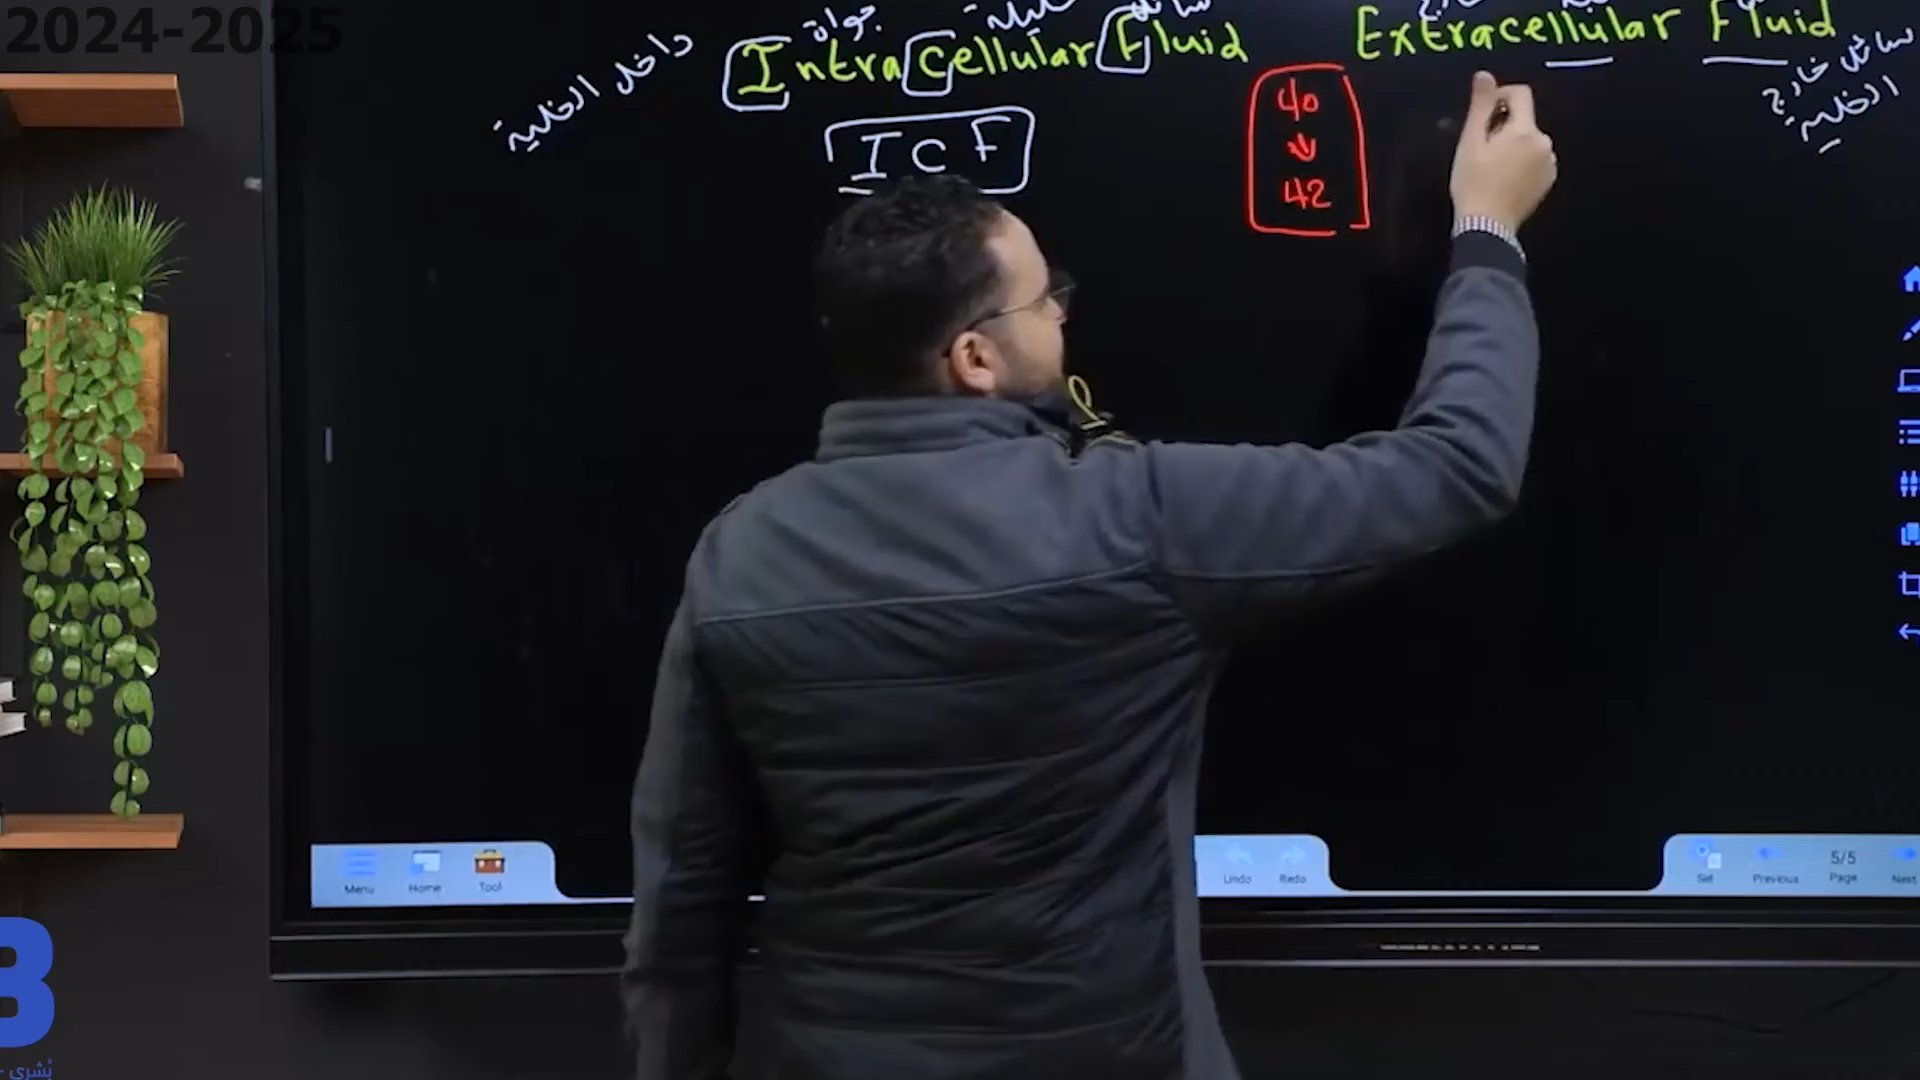 2024-2025
جواة
Intracellular Fluid
Extracellular Fluid
داخل الخلية
سائل خارج
الخلية
ICF
40
42
Menu
Home
Tool
Undo
Redo
Set
Previous
5/5
Page
Next
B
بُشرى